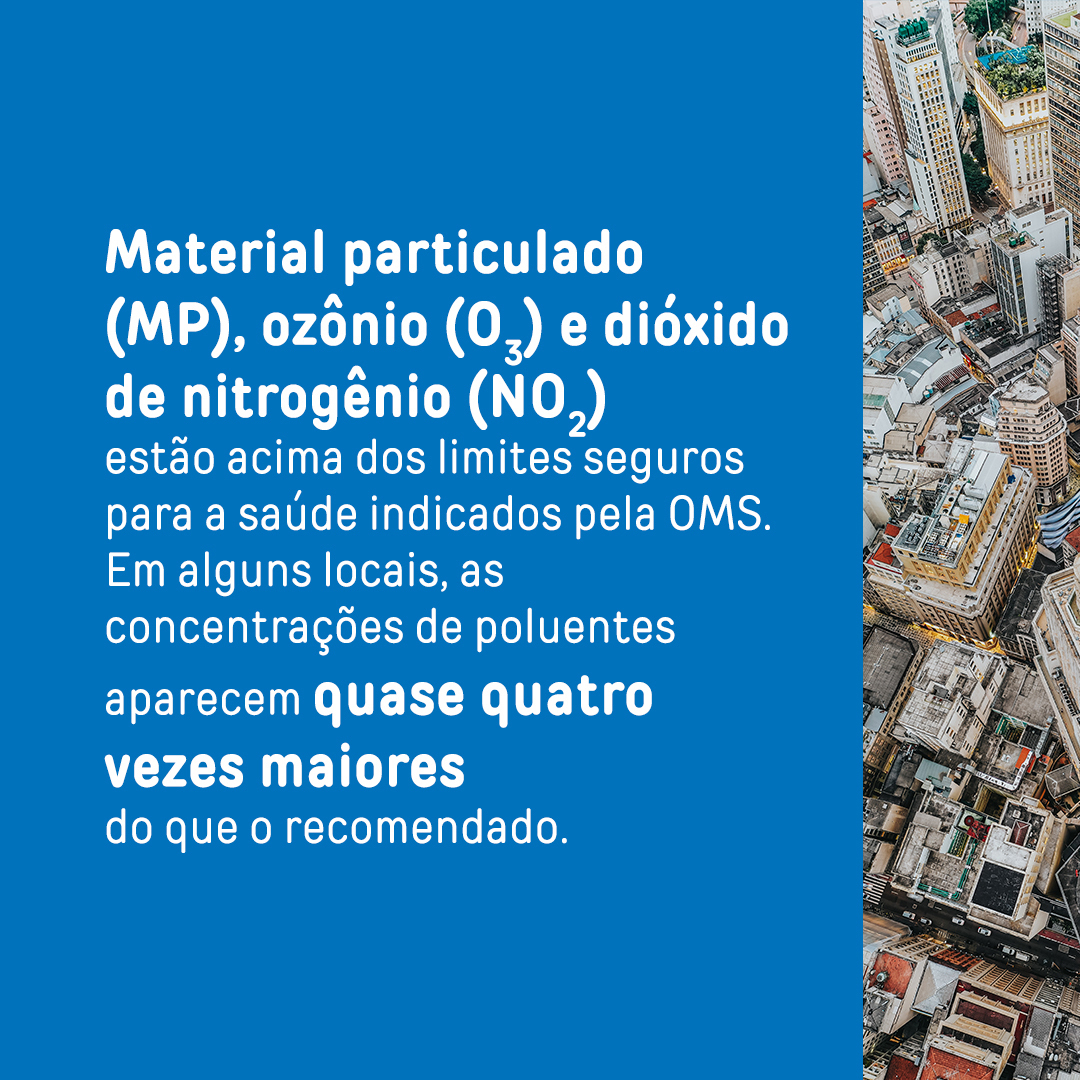 Material particulado
(MP), ozônio (O₃) e dióxido
de nitrogênio (NO₂)
estão acima dos limites seguros
para a saúde indicados pela OMS.
Em alguns locais, as
concentrações de poluentes
aparecem quase quatro
vezes maiores
do que o recomendado.